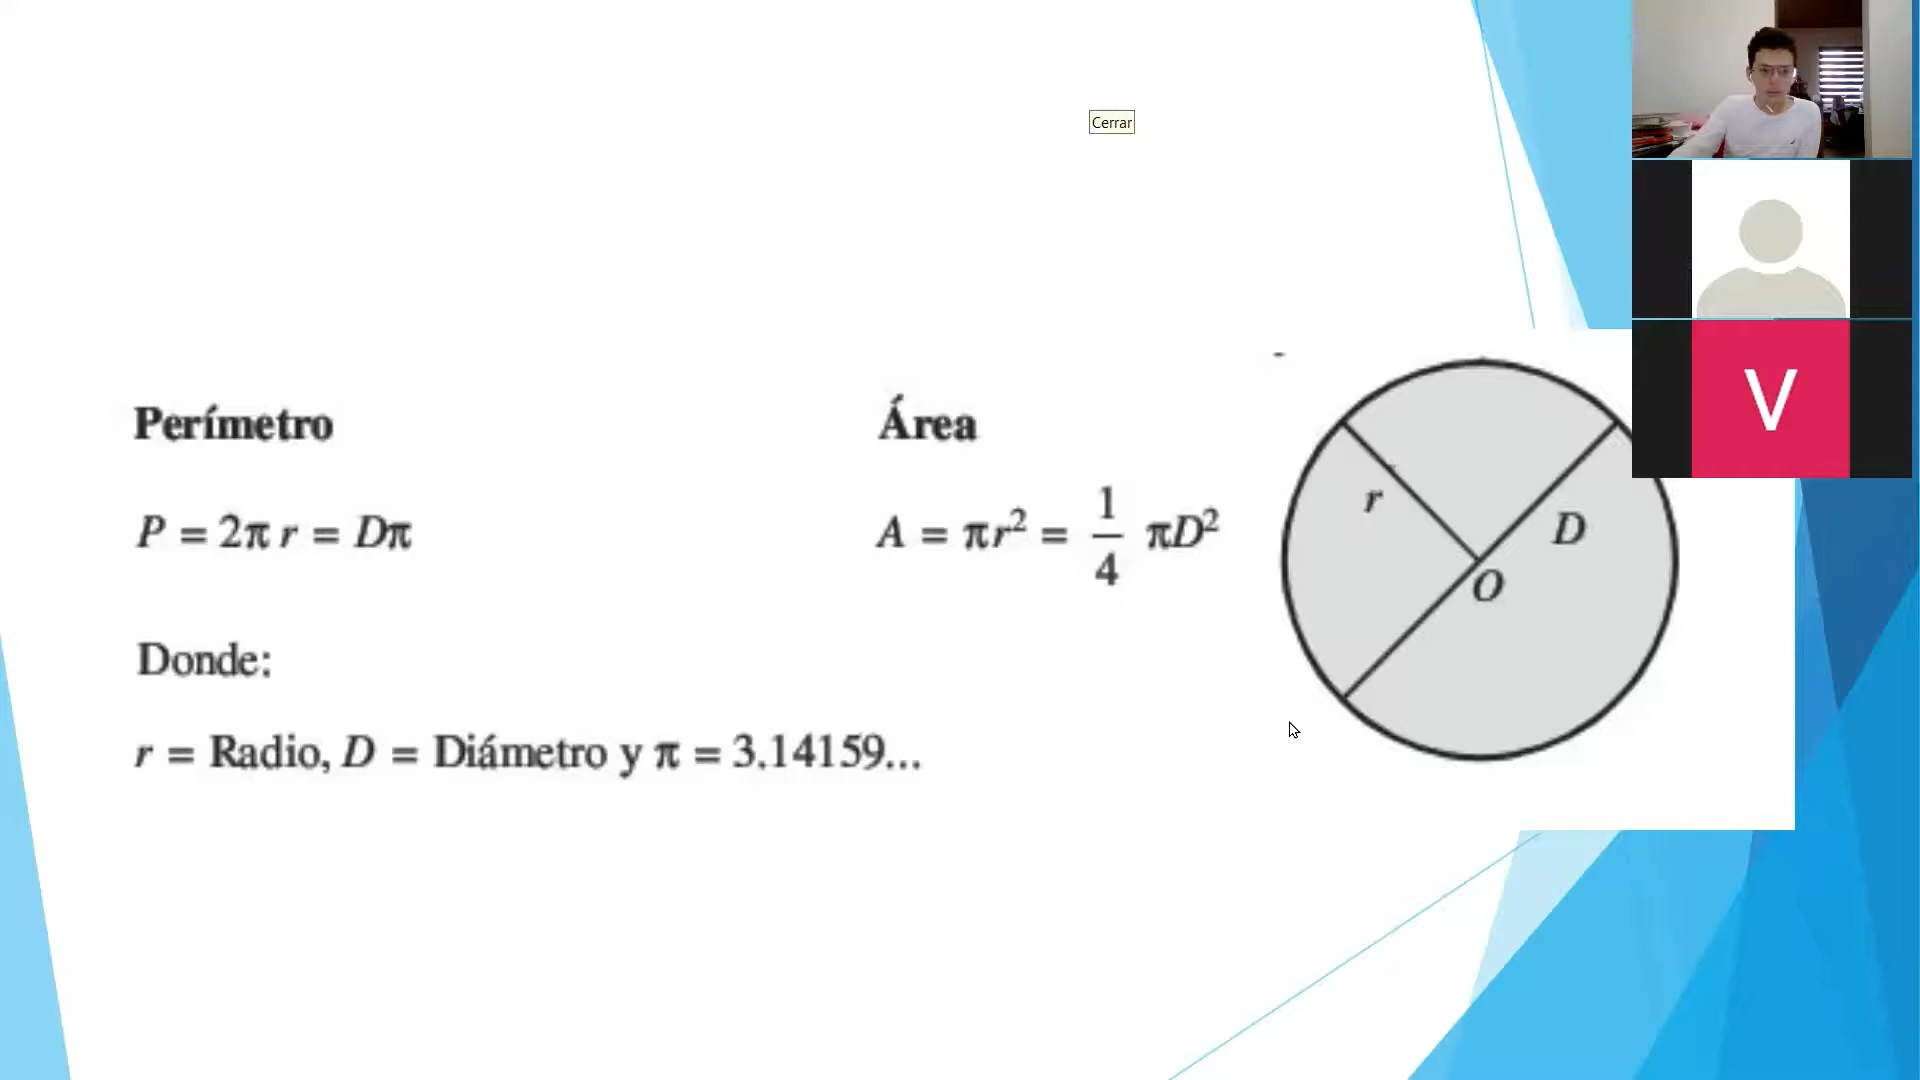 Cerrar
V
Perímetro
Área
P = 2π r = Dπ
A = πr² = 1/4 πD²
r
D
O
Donde:
r = Radio, D = Diámetro y π = 3.14159...